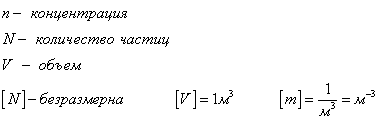 n – концентрация
N – количество частиц
V – объем
[N] – безразмерна [V] = 1м³ [m] = 1/м³ = м⁻³